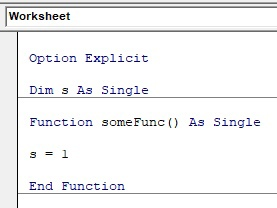 Worksheet
Option Explicit
Dim s As Single
Function someFunc() As Single
s = 1
End Function